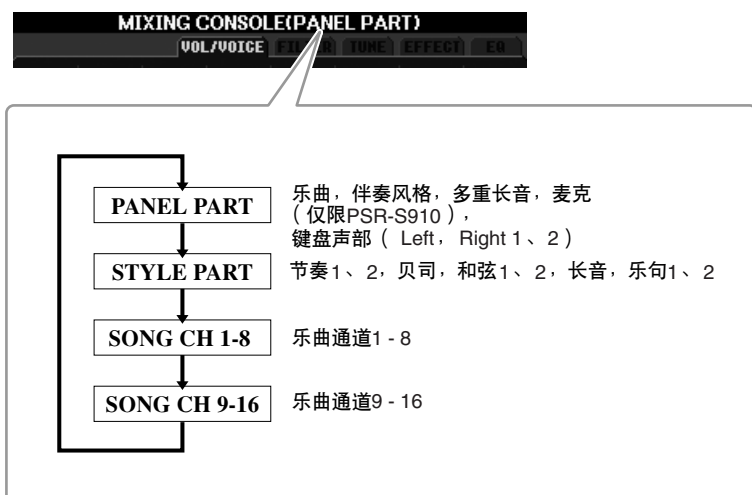 MIXING CONSOLE(PANEL PART)
VOL/VOICE FILTER TUNE EFFECT EQ
PANEL PART
乐曲，伴奏风格，多重长音，麦克
（仅限PSR-S910），
键盘声部（ Left， Right 1 、 2 ）
STYLE PART
节奏1、 2，贝司，和弦1、 2，长音，乐句1、 2
SONG CH 1-8
乐曲通道1 - 8
SONG CH 9-16
乐曲通道9 - 16